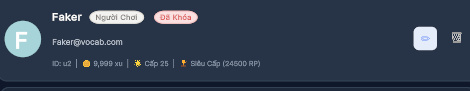 Faker Người Chơi Đã Khóa
F
Faker@vocab.com
ID: u2 | 9,999 xu | Cấp 25 | Siêu Cấp (24500 RP)